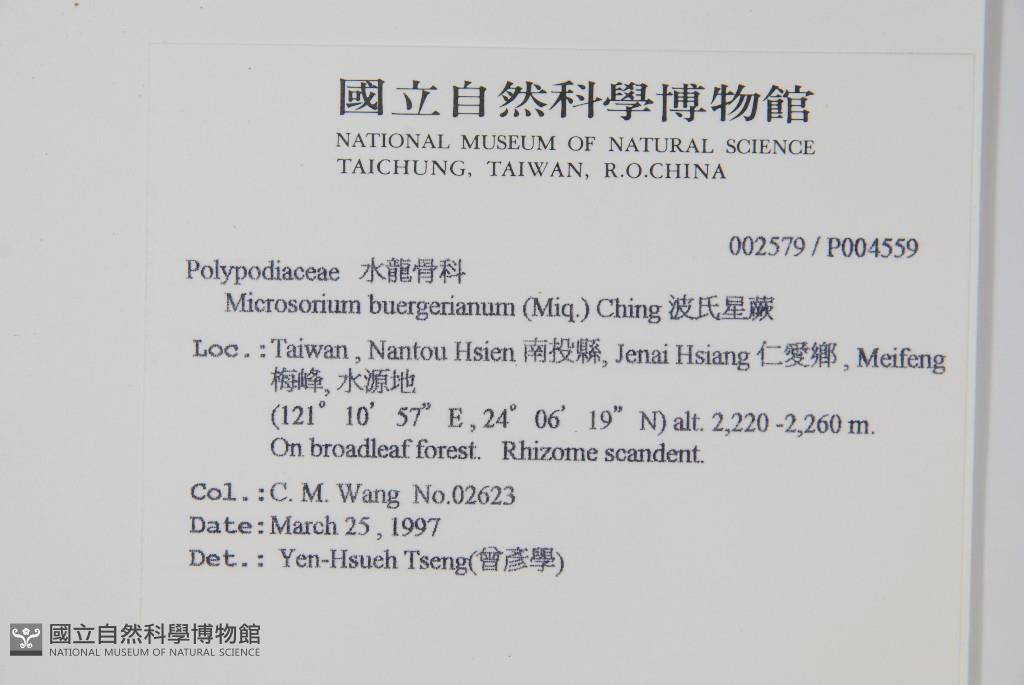 國立自然科學博物館
NATIONAL MUSEUM OF NATURAL SCIENCE
TAICHUNG, TAIWAN, R.O.CHINA
002579 / P004559
Polypodiaceae 水龍骨科
Microsorium buergerianum (Miq.) Ching 波氏星蕨
Loc.:Taiwan , Nantou Hsien 南投縣, Jenai Hsiang 仁愛鄉 , Meifeng
梅峰, 水源地
(121° 10' 57" E , 24° 06' 19" N) alt. 2,220 -2,260 m.
On broadleaf forest. Rhizome scandent.
Col.:C. M. Wang No.02623
Date:March 25 , 1997
Det.: Yen-Hsueh Tseng(曾彥學)
國立自然科學博物館
NATIONAL MUSEUM OF NATURAL SCIENCE